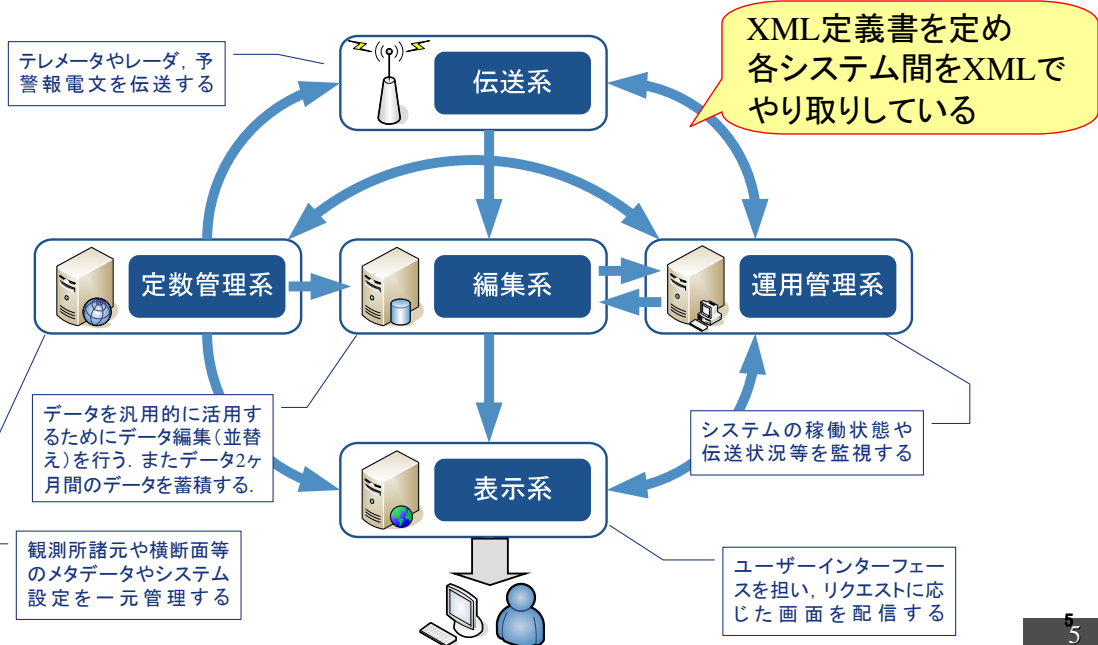 XML定義書を定め
各システム間をXMLで
やり取りしている
テレメータやレーダ，予
警報電文を伝送する
伝送系
定数管理系
編集系
運用管理系
データを汎用的に活用す
るためにデータ編集（並替
え）を行う．またデータ2ヶ
月間のデータを蓄積する．
システムの稼働状態や
伝送状況等を監視する
表示系
観測所諸元や横断面等
のメタデータやシステム
設定を一元管理する
ユーザーインターフェー
スを担い，リクエストに応
じた画面を配信する
5
5